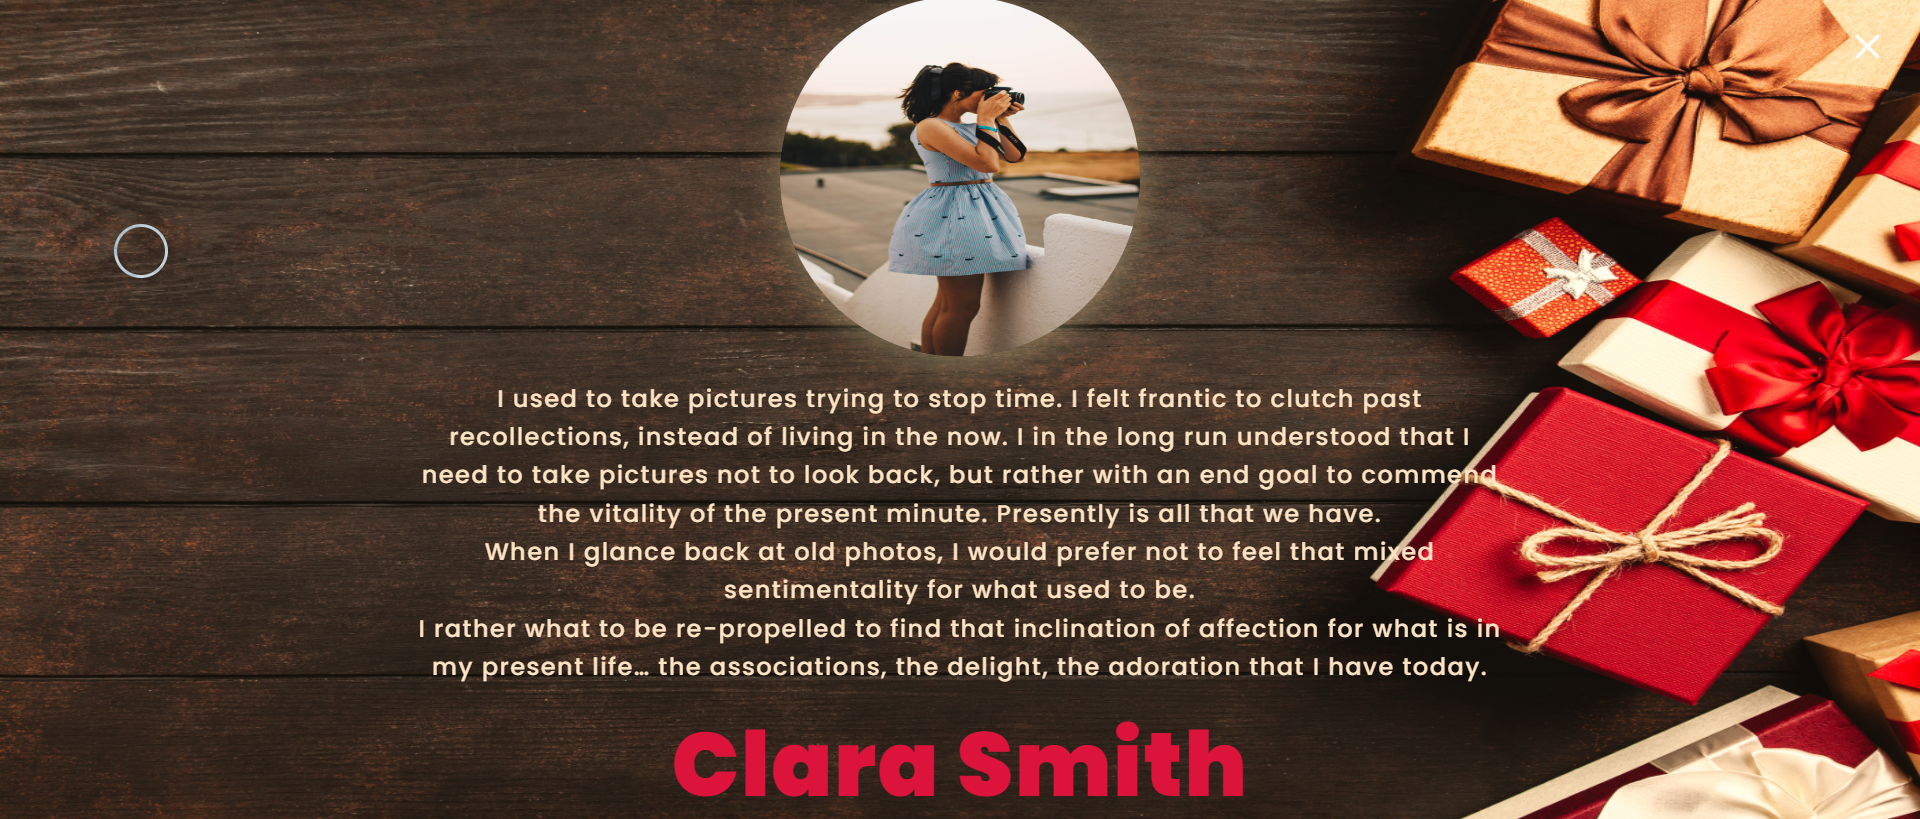 I used to take pictures trying to stop time. I felt frantic to clutch past
recollections, instead of living in the now. I in the long run understood that I
need to take pictures not to look back, but rather with an end goal to commend
the vitality of the present minute. Presently is all that we have.
When I glance back at old photos, I would prefer not to feel that mixed
sentimentality for what used to be.
I rather what to be re-propelled to find that inclination of affection for what is in
my present life... the associations, the delight, the adoration that I have today.
Clara Smith